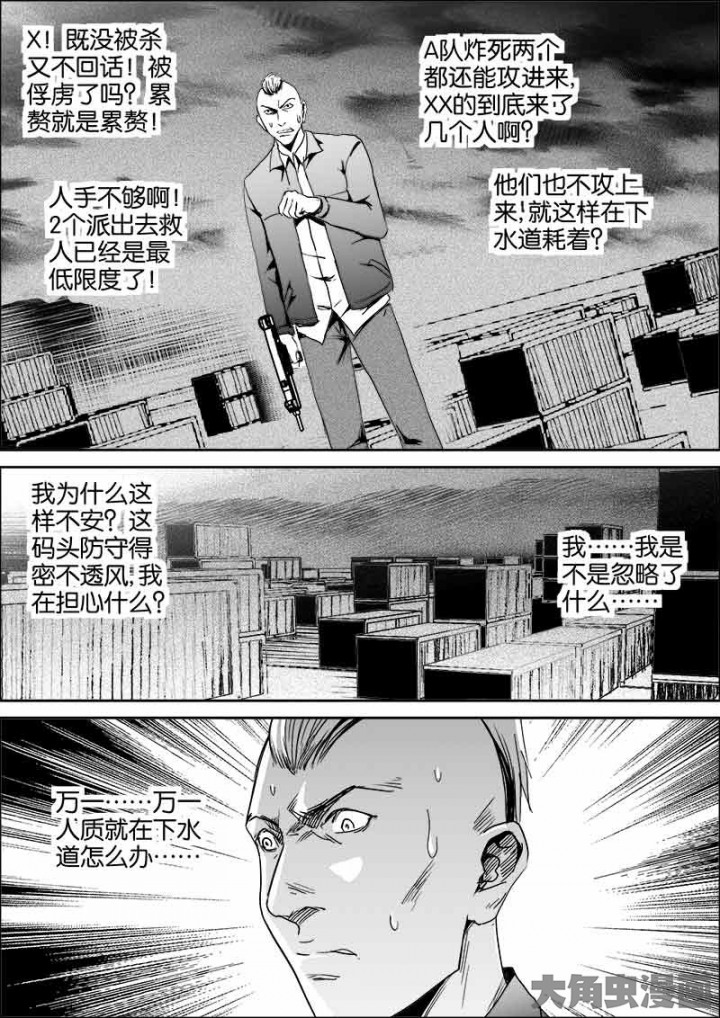 X！既没被杀
又不回话！被
俘虏了吗？累
赘就是累赘！
人手不够啊！
2个派出去救
人已经是最
低限度了！
A队炸死两个
都还能攻进来，
XX的到底来了
几个人啊？
他们也不攻上
来！就这样在下
水道耗着？
我为什么这
样不安？这
码头防守得
密不透风，我
在担心什么？
我……我是
不是忽略了
什么……
万一……万一
人质就在下水
道怎么办……
大角虫漫画